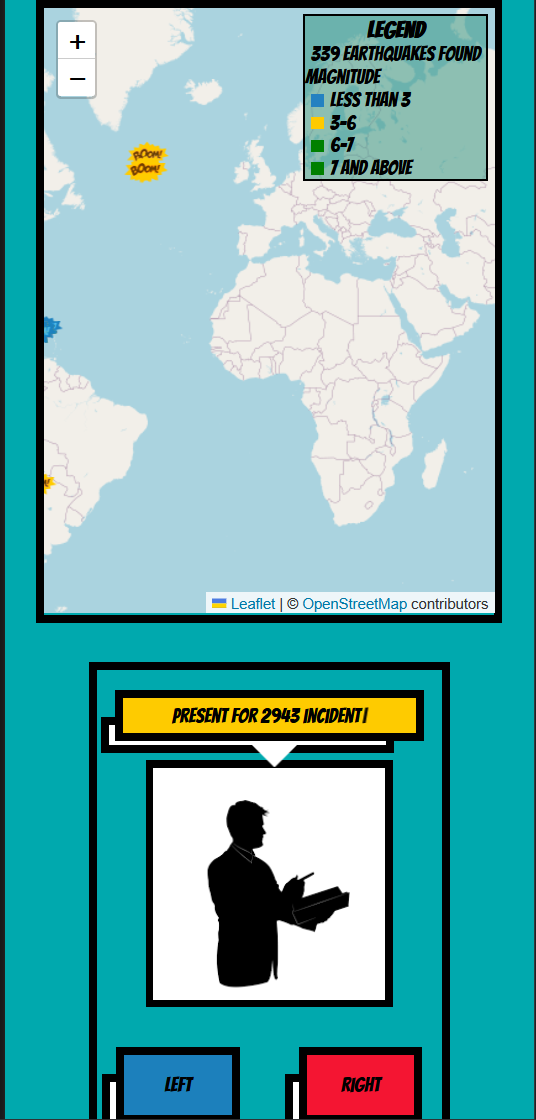 +
−
LEGEND
339 EARTHQUAKES FOUND
MAGNITUDE
LESS THAN 3
3-6
6-7
7 AND ABOVE
BOOM!
BOOM!
Leaflet | © OpenStreetMap contributors
PRESENT FOR 2943 INCIDENT!
LEFT
RIGHT